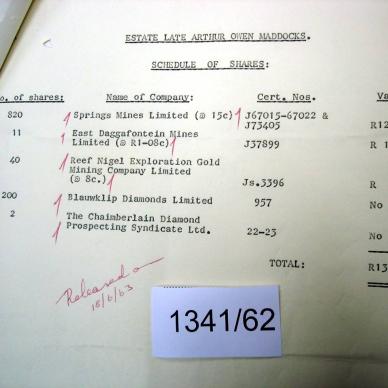 ESTATE LATE ARTHUR OWEN MADDOCKS.
SCHEDULE OF SHARES:
o. of shares: Name of Company: Cert. Nos. Va
820 Springs Mines Limited (@ 15c) J67015-67022 &
J73405 R12
11 East Daggafontein Mines
Limited (@ R1-08c) J37899 R1
40 Reef Nigel Exploration Gold
Mining Company Limited
(@ 8c.) Js.3396 R
200 Blauwklip Diamonds Limited 957 No
2 The Chaimberlain Diamond
Prospecting Syndicate Ltd. 22-23 No
TOTAL: R13
Released
18/6/63
1341/62